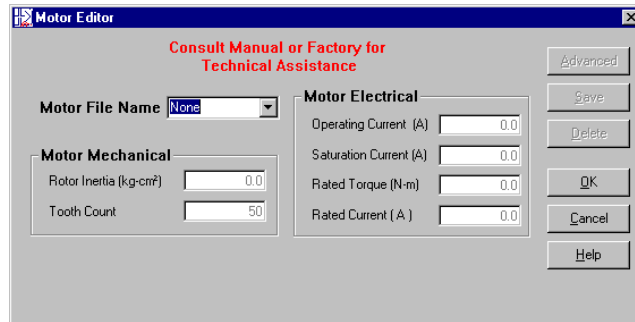 Motor Editor
Consult Manual or Factory for
Technical Assistance
Motor File Name None
Motor Mechanical
Rotor Inertia (kg-cm²) 0.0
Tooth Count 50
Motor Electrical
Operating Current (A) 0.0
Saturation Current (A) 0.0
Rated Torque (N-m) 0.0
Rated Current ( A ) 0.0
Advanced
Save
Delete
OK
Cancel
Help